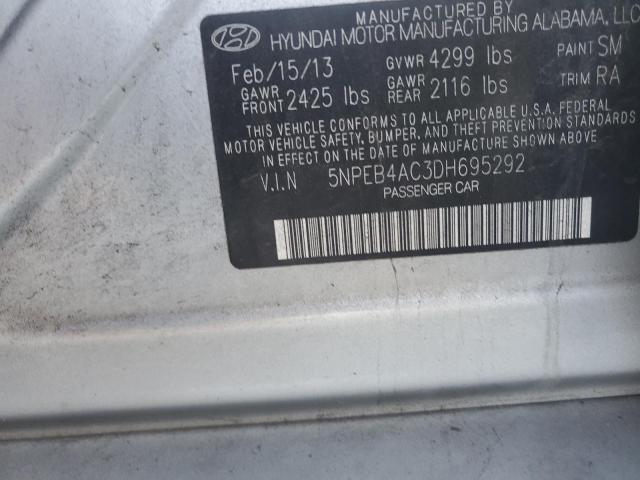 MANUFACTURED BY
HYUNDAI MOTOR MANUFACTURING ALABAMA, LLC
Feb/15/13 GVWR 4299 lbs PAINT SM
GAWR FRONT 2425 lbs GAWR REAR 2116 lbs TRIM RA
THIS VEHICLE CONFORMS TO ALL APPLICABLE U.S.A. FEDERAL
MOTOR VEHICLE SAFETY, BUMPER, AND THEFT PREVENTION STANDARDS
IN EFFECT ON THE DATE OF MANUFACTURE SHOWN ABOVE.
V.I.N 5NPEB4AC3DH695292
PASSENGER CAR